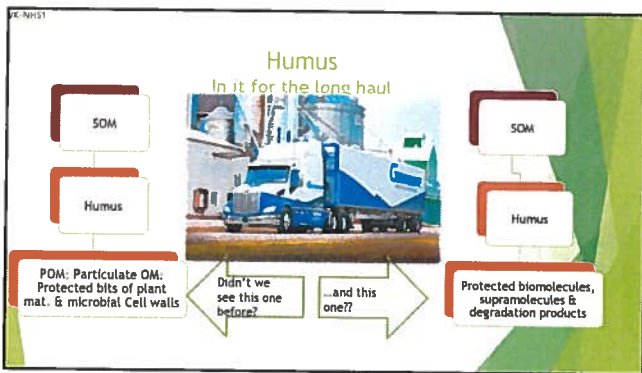 VK-NHS1
Humus
In it for the long haul
SOM
Humus
POM: Particulate OM:
Protected bits of plant
mat. & microbial Cell walls
Didn't we
see this one
before?
...and this
one??
SOM
Humus
Protected biomolecules,
supramolecules &
degradation products